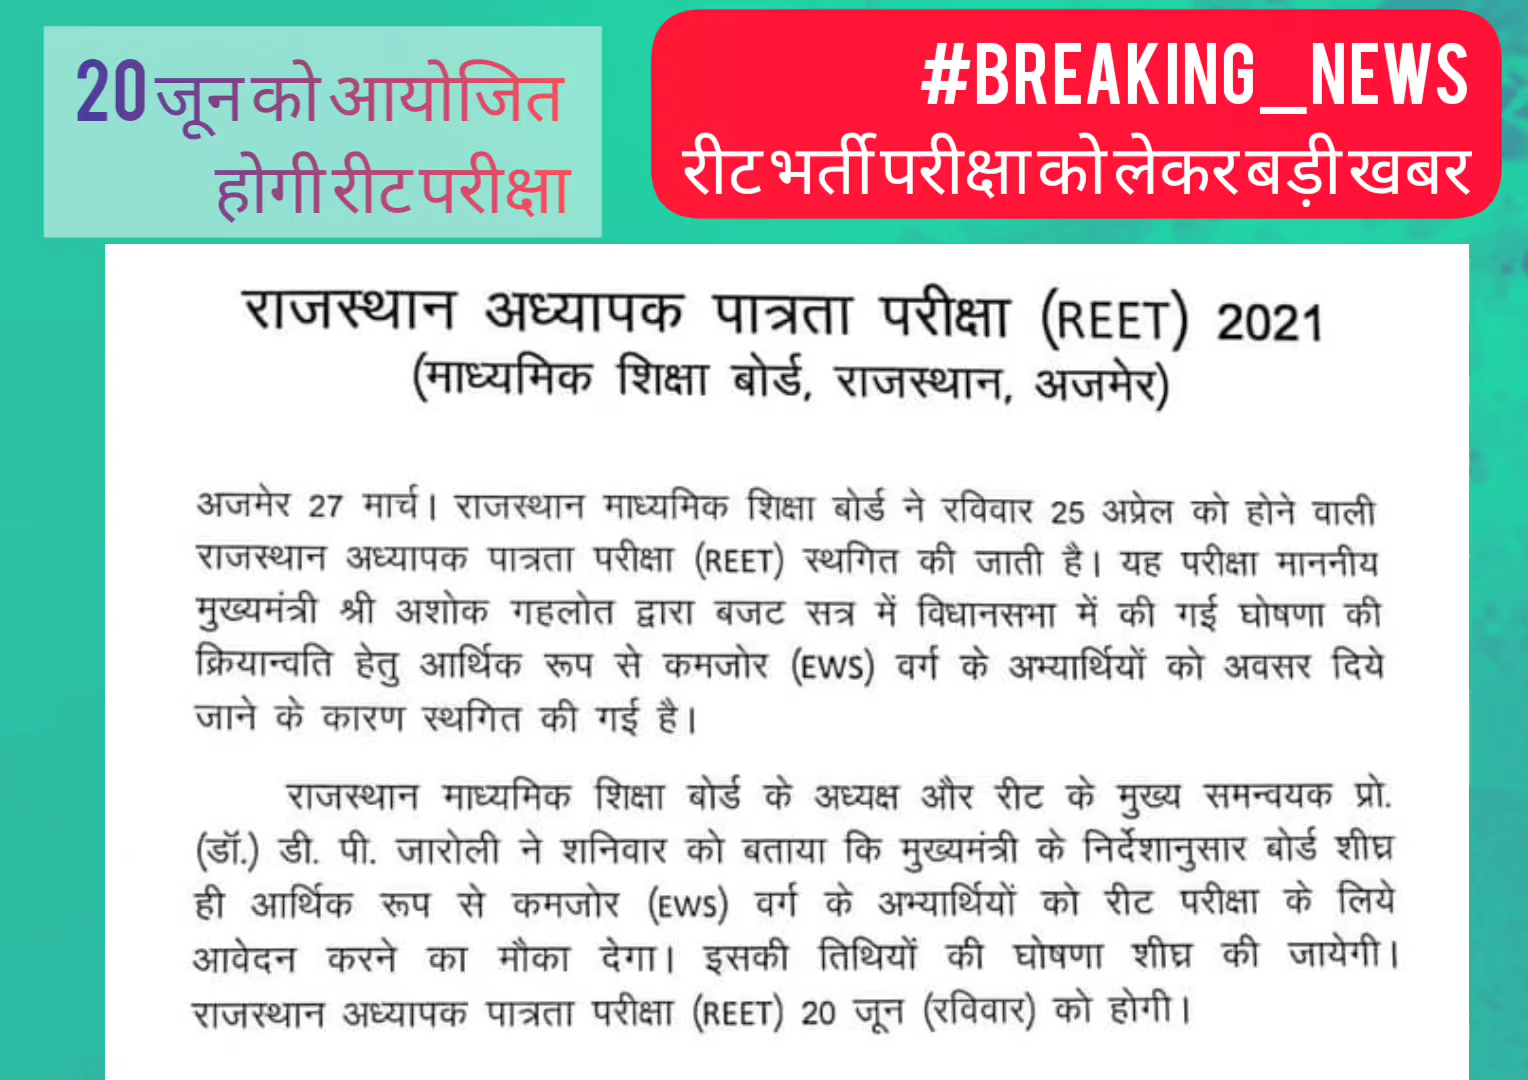 20 जून को आयोजित
होगी रीट परीक्षा
#BREAKING_NEWS
रीट भर्ती परीक्षा को लेकर बड़ी खबर
राजस्थान अध्यापक पात्रता परीक्षा (REET) 2021
(माध्यमिक शिक्षा बोर्ड, राजस्थान, अजमेर)
अजमेर 27 मार्च। राजस्थान माध्यमिक शिक्षा बोर्ड ने रविवार 25 अप्रेल को होने वाली
राजस्थान अध्यापक पात्रता परीक्षा (REET) स्थगित की जाती है। यह परीक्षा माननीय
मुख्यमंत्री श्री अशोक गहलोत द्वारा बजट सत्र में विधानसभा में की गई घोषणा की
क्रियान्वति हेतु आर्थिक रूप से कमजोर (EWS) वर्ग के अभ्यार्थियों को अवसर दिये
जाने के कारण स्थगित की गई है।
राजस्थान माध्यमिक शिक्षा बोर्ड के अध्यक्ष और रीट के मुख्य समन्वयक प्रो.
(डॉ.) डी. पी. जारोली ने शनिवार को बताया कि मुख्यमंत्री के निर्देशानुसार बोर्ड शीघ्र
ही आर्थिक रूप से कमजोर (EWS) वर्ग के अभ्यार्थियों को रीट परीक्षा के लिये
आवेदन करने का मौका देगा। इसकी तिथियों की घोषणा शीघ्र की जायेगी।
राजस्थान अध्यापक पात्रता परीक्षा (REET) 20 जून (रविवार) को होगी।